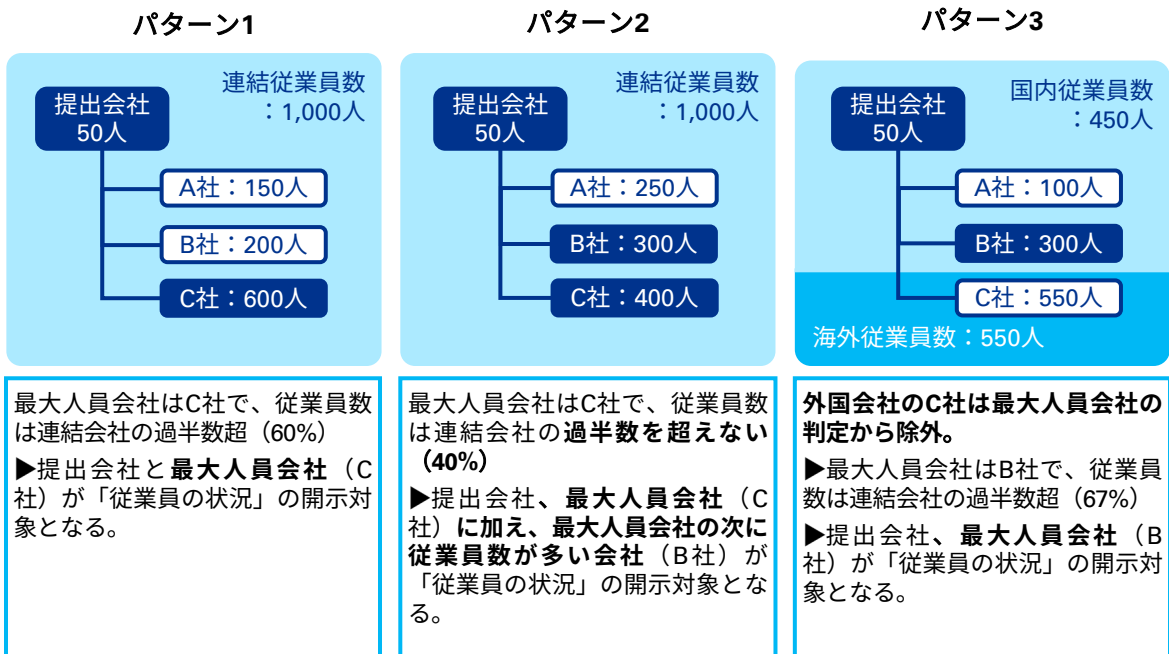 パターン1
連結従業員数
：1,000人
提出会社
50人
A社：150人
B社：200人
C社：600人
最大人員会社はC社で、従業員数
は連結会社の過半数超（60%）
▶提出会社と最大人員会社（C
社）が「従業員の状況」の開示対
象となる。
パターン2
連結従業員数
：1,000人
提出会社
50人
A社：250人
B社：300人
C社：400人
最大人員会社はC社で、従業員数
は連結会社の過半数を超えない
（40%）
▶提出会社、最大人員会社（C
社）に加え、最大人員会社の次に
従業員数が多い会社（B社）が
「従業員の状況」の開示対象とな
る。
パターン3
国内従業員数
：450人
提出会社
50人
A社：100人
B社：300人
C社：550人
海外従業員数：550人
外国会社のC社は最大人員会社の
判定から除外。
▶最大人員会社はB社で、従業員
数は連結会社の過半数超（67%）
▶提出会社、最大人員会社（B
社）が「従業員の状況」の開示対
象となる。